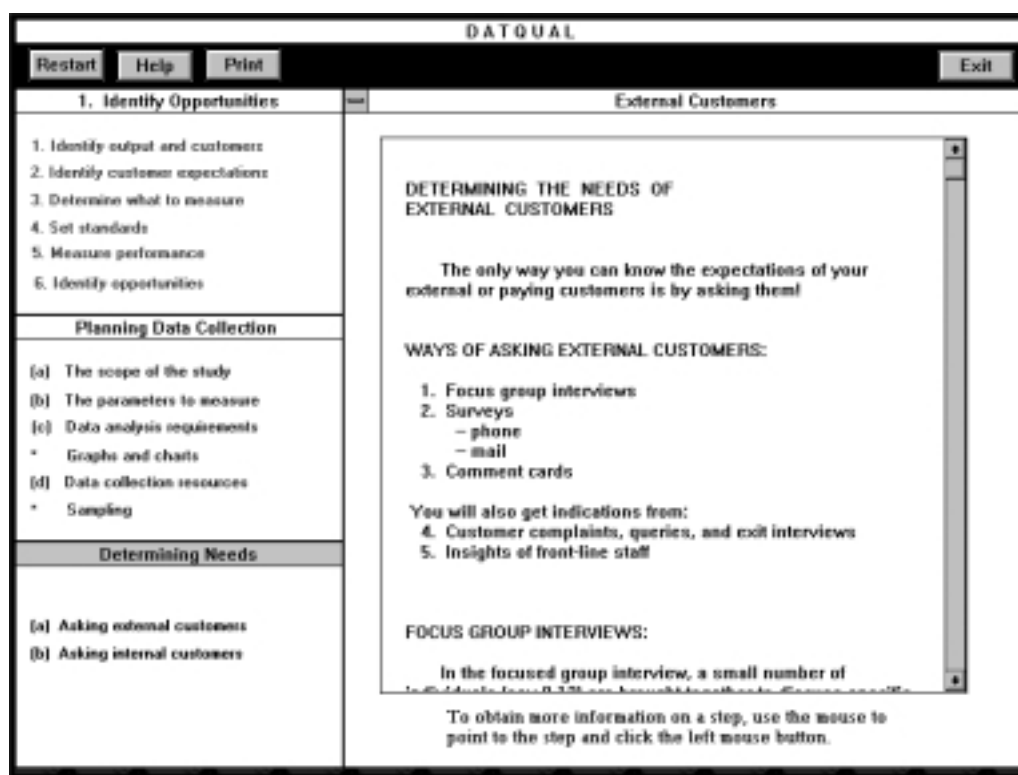 DATQUAL
Restart Help Print Exit
1. Identify Opportunities
1. Identify output and customers
2. Identify customer expectations
3. Determine what to measure
4. Set standards
5. Measure performance
6. Identify opportunities
Planning Data Collection
(a) The scope of the study
(b) The parameters to measure
(c) Data analysis requirements
* Graphs and charts
(d) Data collection resources
* Sampling
Determining Needs
(a) Asking external customers
(b) Asking internal customers
External Customers
DETERMINING THE NEEDS OF
EXTERNAL CUSTOMERS
The only way you can know the expectations of your
external or paying customers is by asking them!
WAYS OF ASKING EXTERNAL CUSTOMERS:
1. Focus group interviews
2. Surveys
– phone
– mail
3. Comment cards
You will also get indications from:
4. Customer complaints, queries, and exit interviews
5. Insights of front-line staff
FOCUS GROUP INTERVIEWS:
In the focused group interview, a small number of
To obtain more information on a step, use the mouse to
point to the step and click the left mouse button.